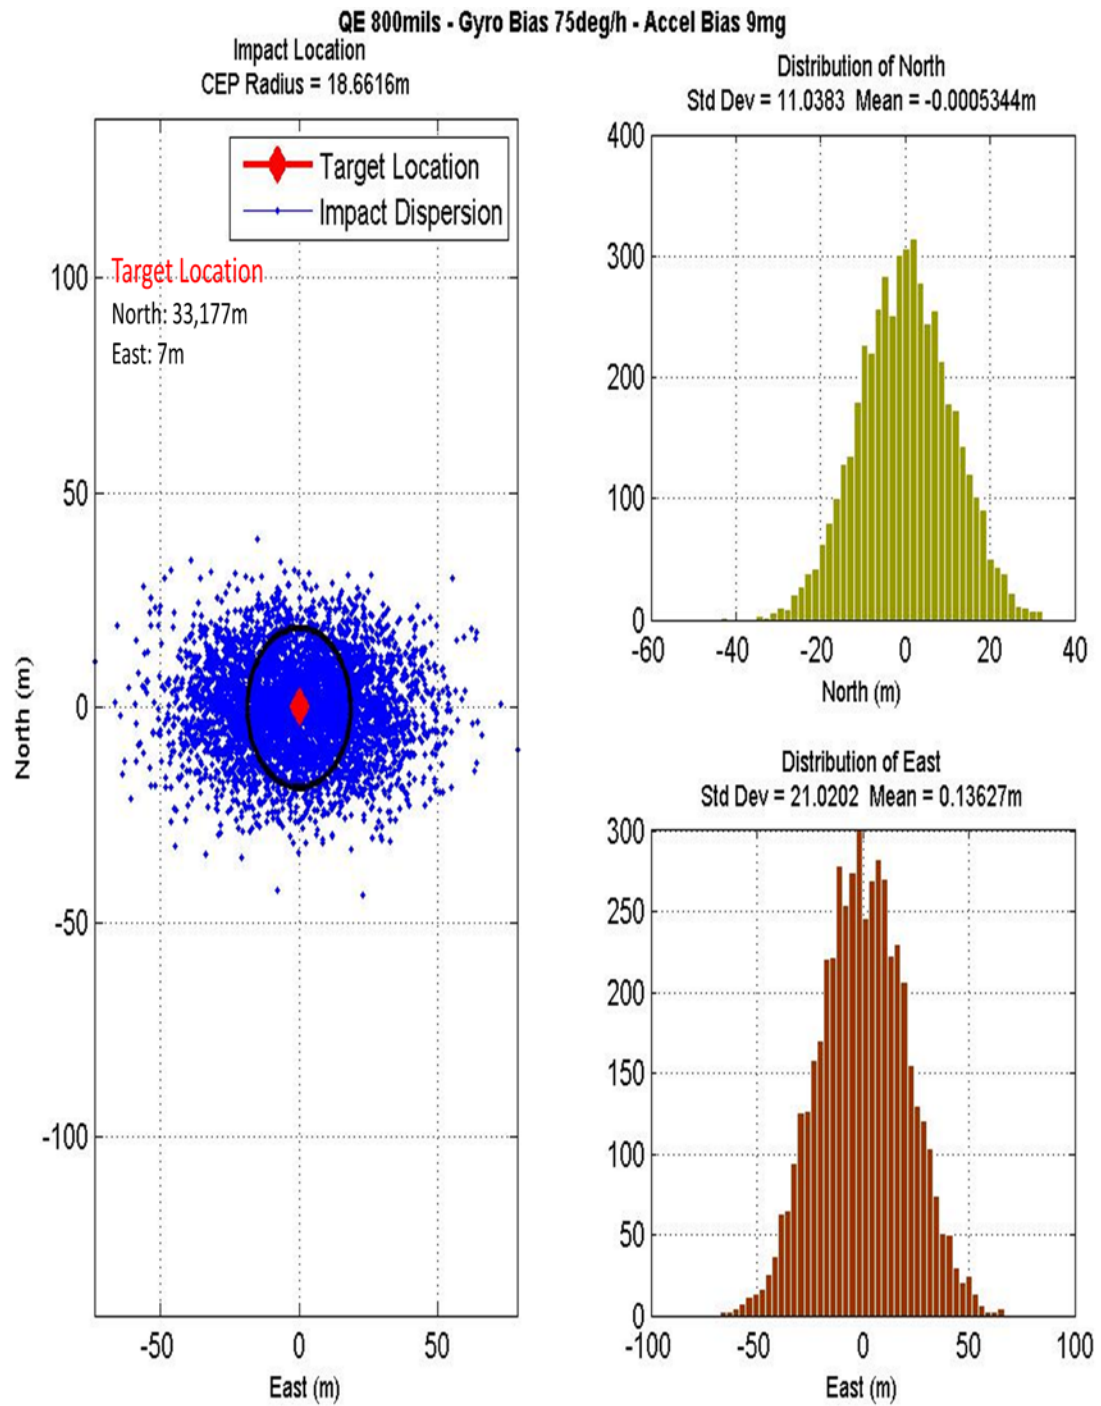 QE 800mils - Gyro Bias 75deg/h - Accel Bias 9mg
Impact Location
CEP Radius = 18.6616m
Target Location
Impact Dispersion
Target Location
North: 33,177m
East: 7m
100
50
0
-50
-100
North (m)
-50
0
50
East (m)
Distribution of North
Std Dev = 11.0383 Mean = -0.0005344m
400
300
200
100
0
-60
-40
-20
0
20
40
North (m)
Distribution of East
Std Dev = 21.0202 Mean = 0.13627m
300
250
200
150
100
50
0
-100
-50
0
50
100
East (m)